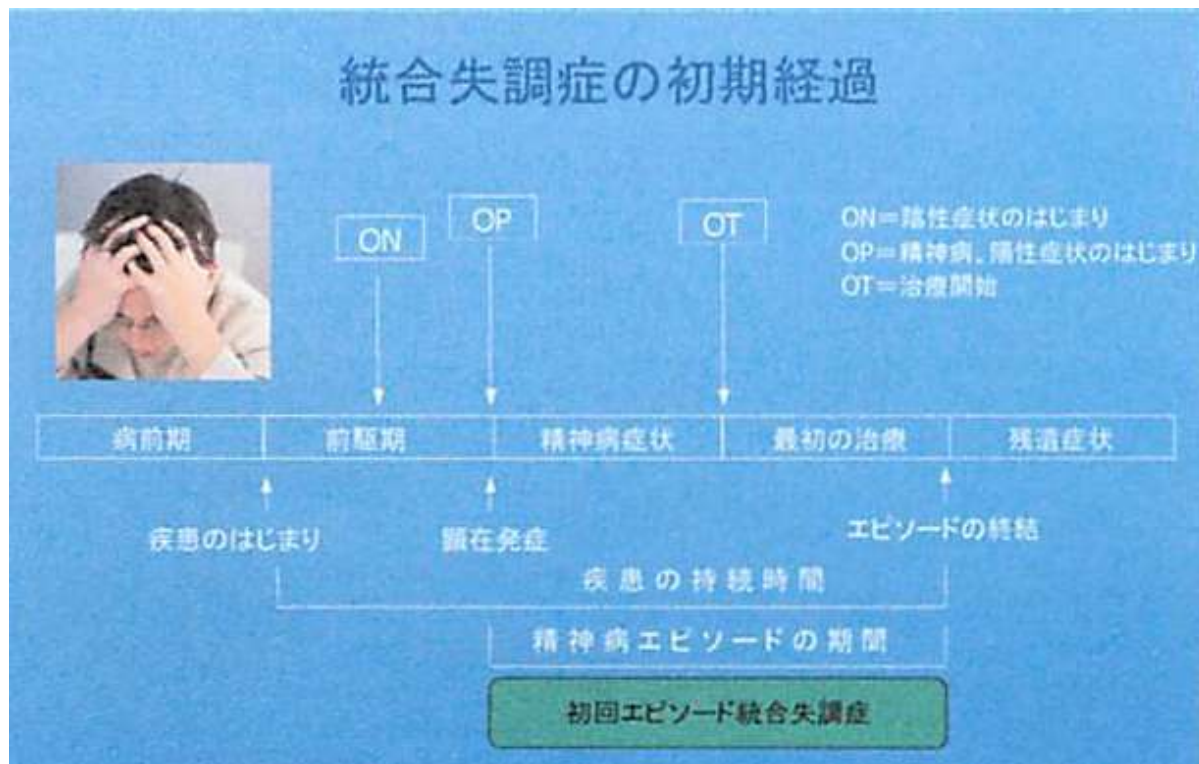 統合失調症の初期経過
ON
OP
OT
ON=陰性症状のはじまり
OP=精神病、陽性症状のはじまり
OT=治療開始
病前期
前駆期
精神病症状
最初の治療
残遺症状
疾患のはじまり
顕在発症
エピソードの終結
疾患の持続時間
精神病エピソードの期間
初回エピソード統合失調症